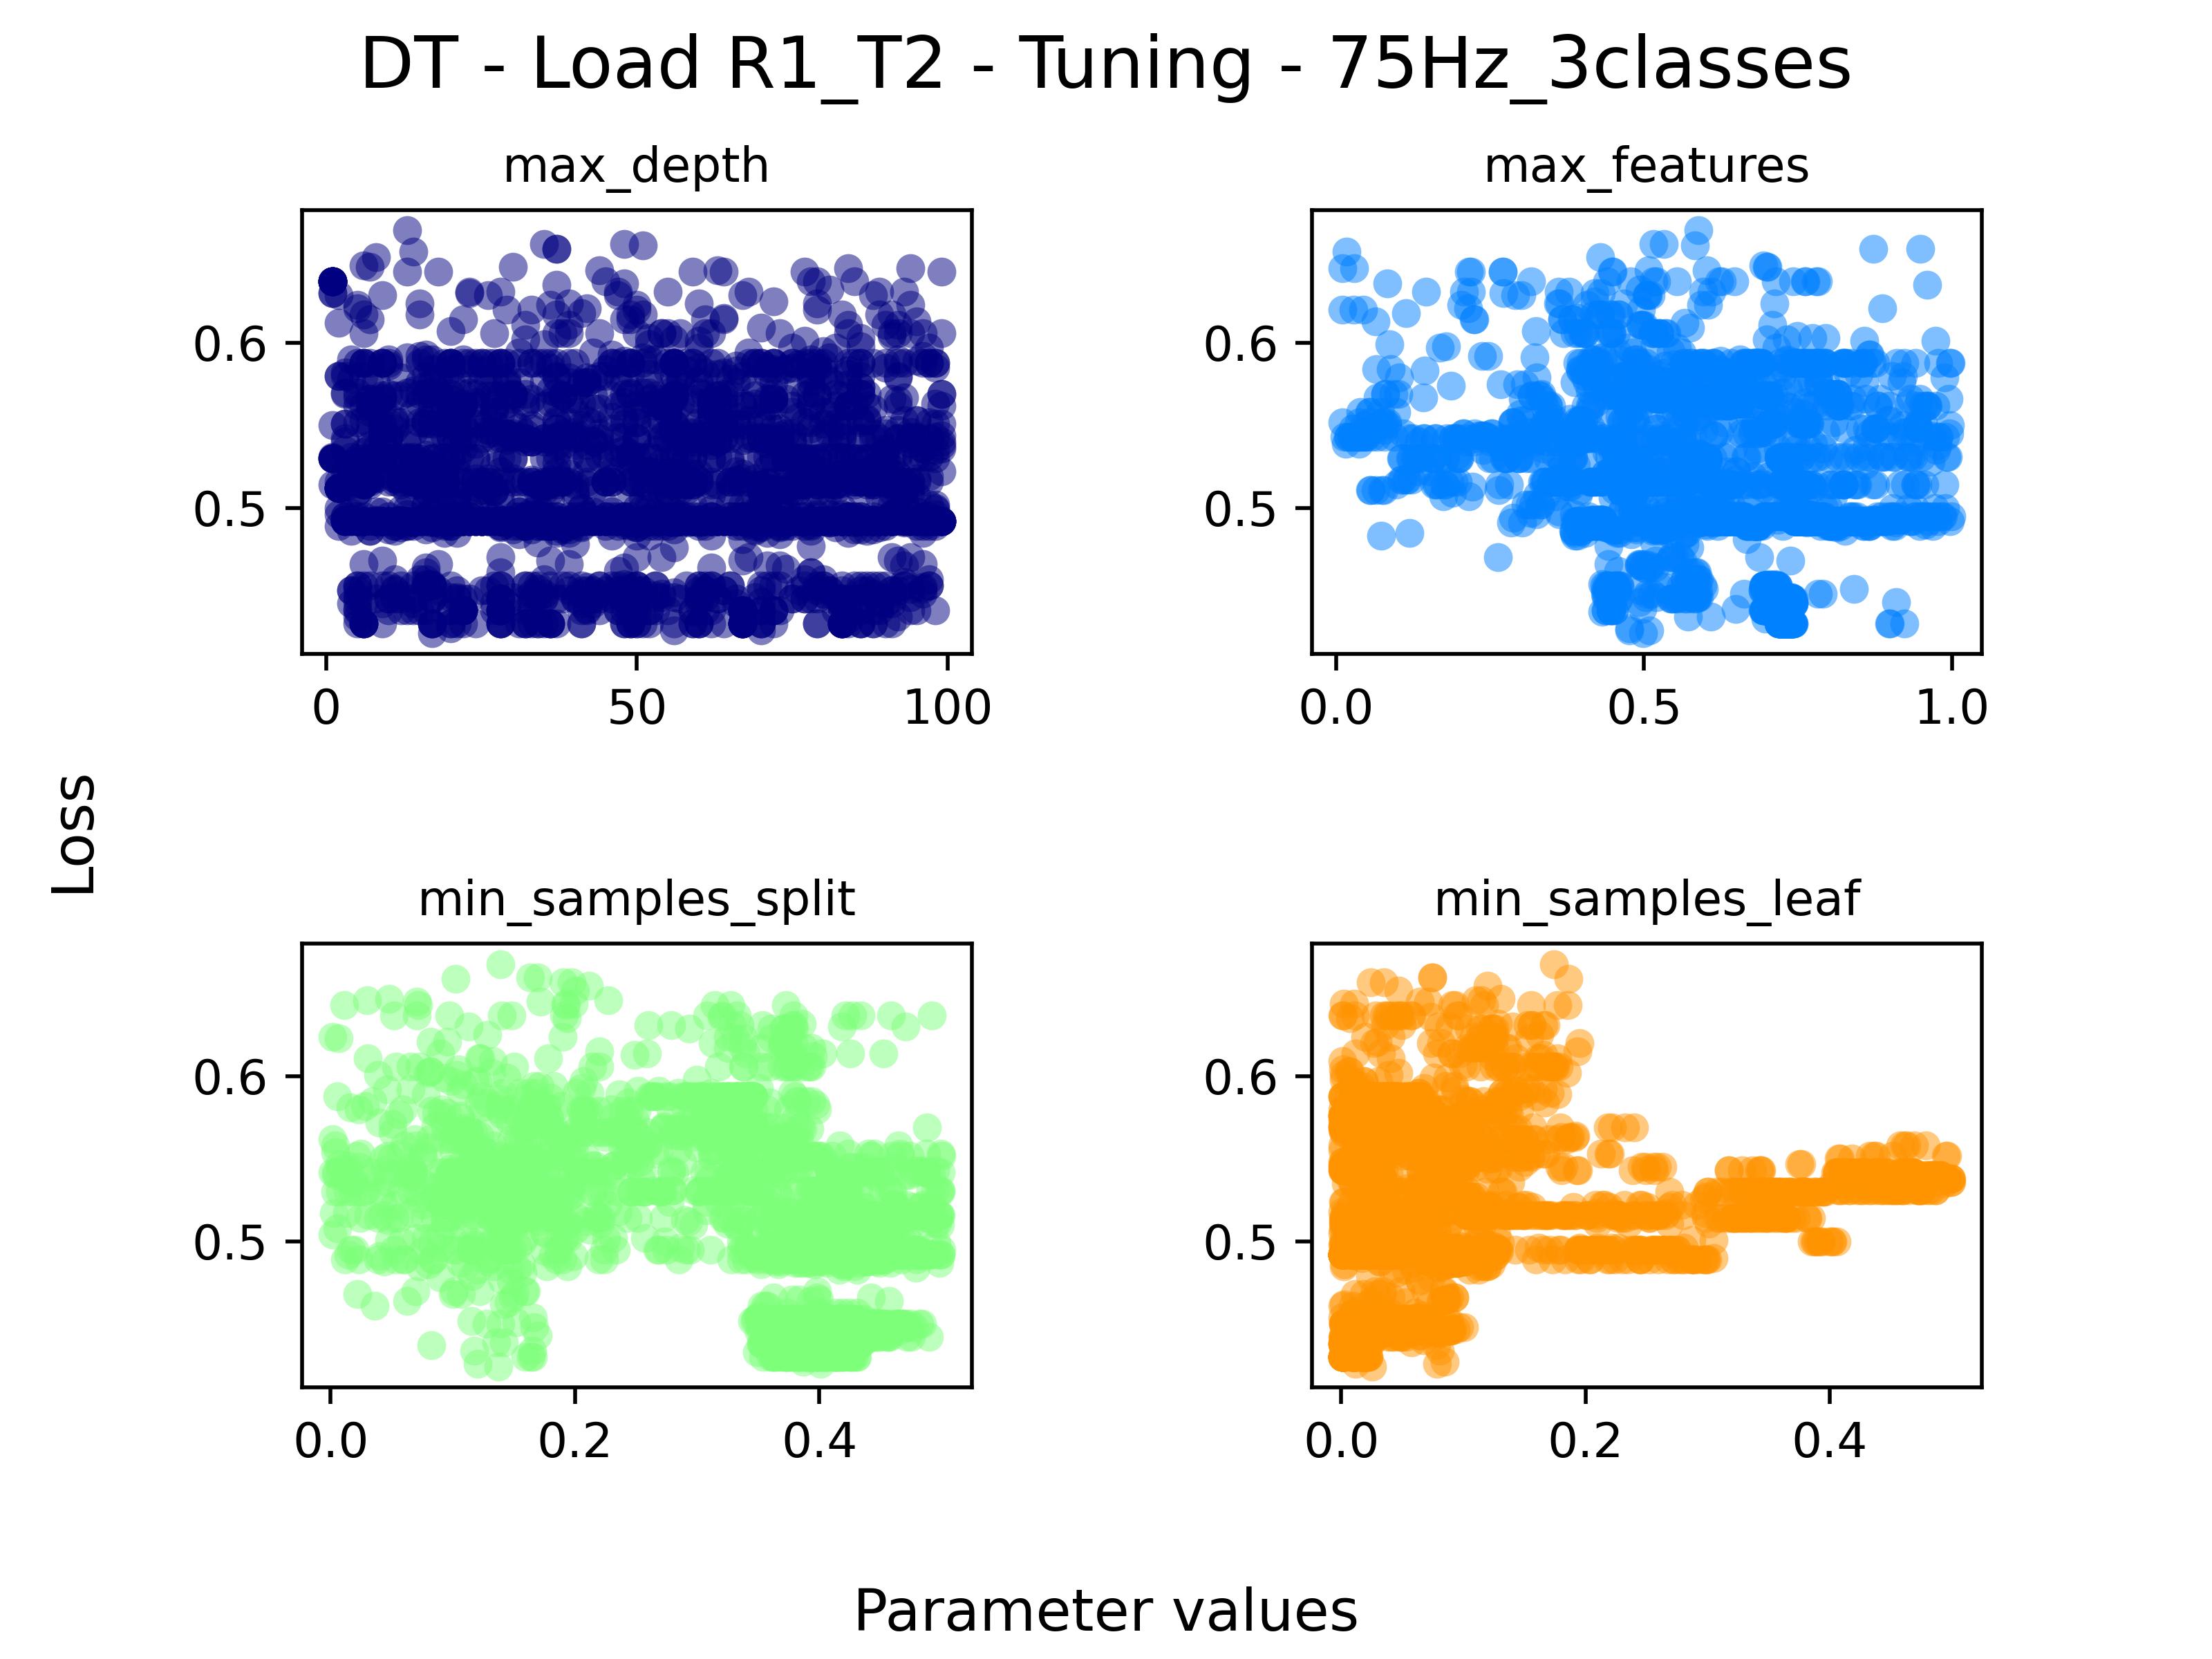 DT - Load R1_T2 - Tuning - 75Hz_3classes
max_depth
max_features
0.6
0.5
0
50
100
0.6
0.5
0.0
0.5
1.0
Loss
min_samples_split
min_samples_leaf
0.6
0.5
0.0
0.2
0.4
0.6
0.5
0.0
0.2
0.4
Parameter values